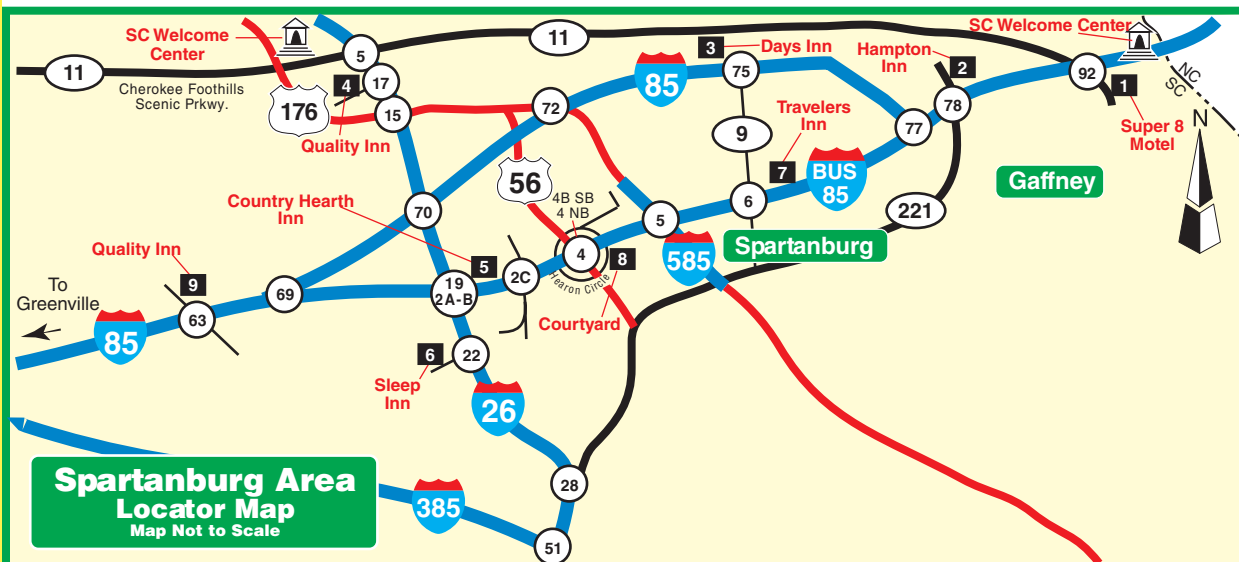 SC Welcome
Center
11
11
Cherokee Foothills
Scenic Prkwy.
5
17
4
176
15
Quality Inn
72
85
3
Days Inn
75
Hampton
Inn
2
78
SC Welcome Center
92
1
Super 8
Motel
NC
SC
N
9
Travelers
Inn
7
77
BUS
85
6
221
Gaffney
56
4B SB
4 NB
5
585
Spartanburg
4
Hearon Circle
8
Courtyard
Country Hearth
Inn
70
5
2C
19
2A-B
Quality Inn
9
63
69
To
Greenville
85
6
22
Sleep
Inn
26
28
385
51
Spartanburg Area
Locator Map
Map Not to Scale